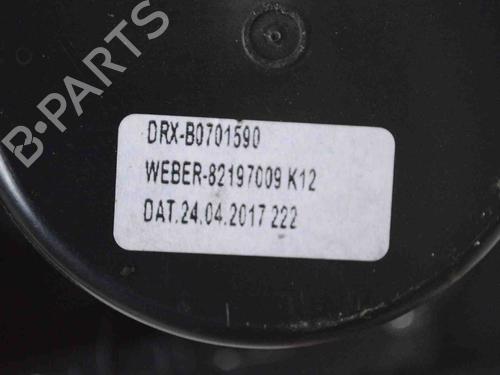 B-PARTS
DRX-B0701590
WEBER-82197009 K12
DAT.24.04.2017 222